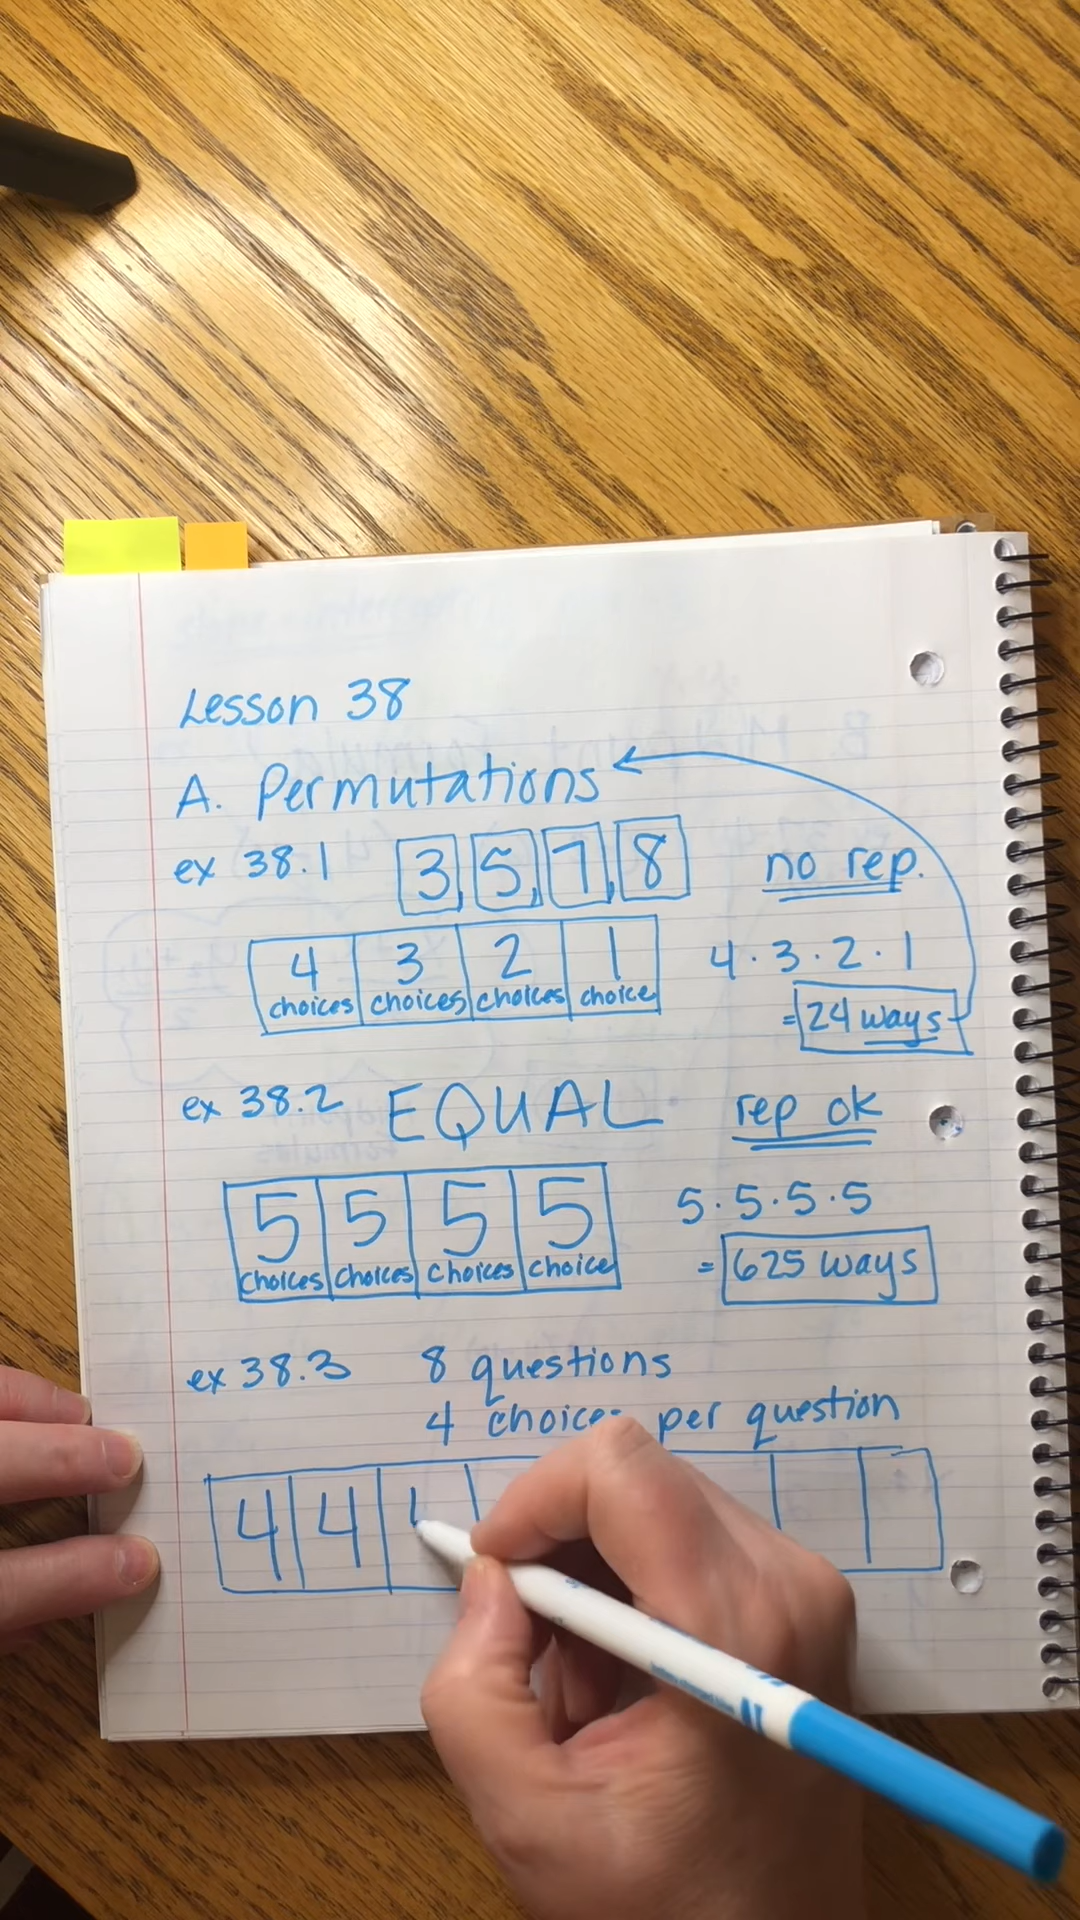 Lesson 38
A. Permutations
ex 38.1 3, 5, 7, 8 no rep.
4 3 2 1 4 · 3 · 2 · 1
choices choices choices choice
= 24 ways
ex 38.2 EQUAL rep ok
5 5 5 5 5 · 5 · 5 · 5
choices choices choices choice = 625 ways
ex 38.3 8 questions
4 choices per question
4 4